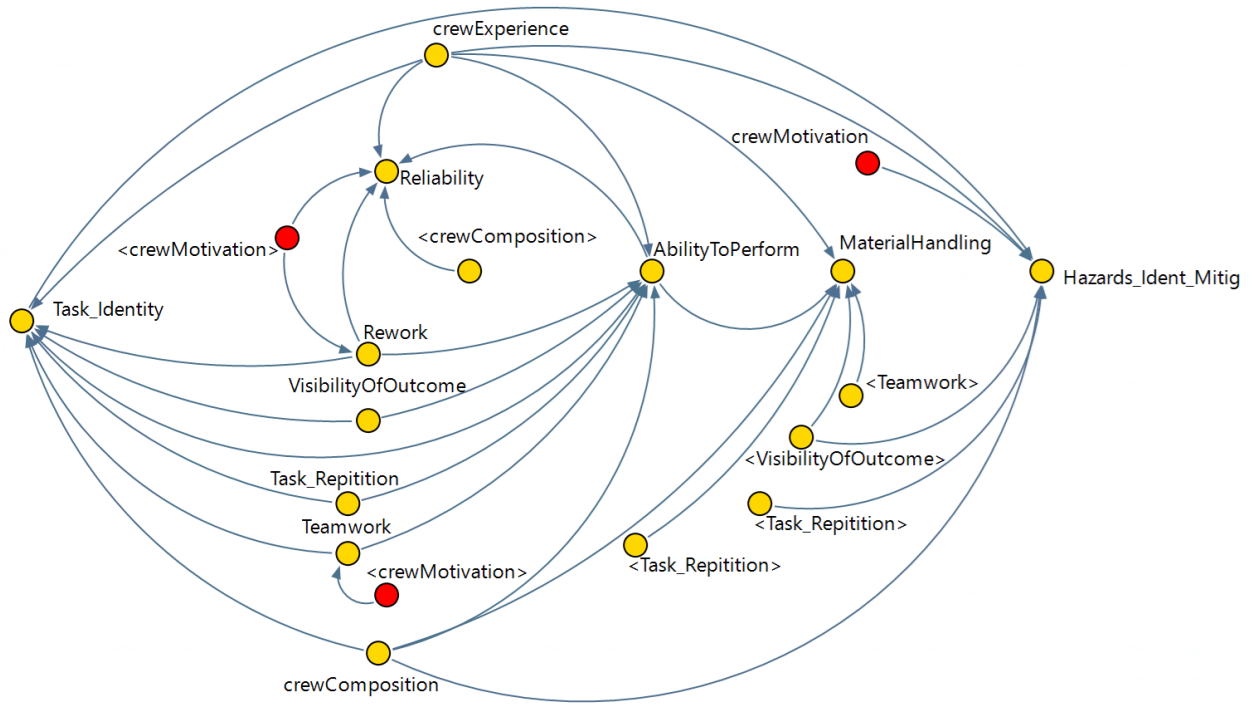 crewExperience
crewMotivation
Reliability
<crewComposition>
<crewMotivation>
AbilityToPerform
MaterialHandling
Hazards_Ident_Mitig
Task_Identity
Rework
VisibilityOfOutcome
<Teamwork>
<VisibilityOfOutcome>
Task_Repitition
Teamwork
<Task_Repitition>
<Task_Repitition>
<crewMotivation>
crewComposition